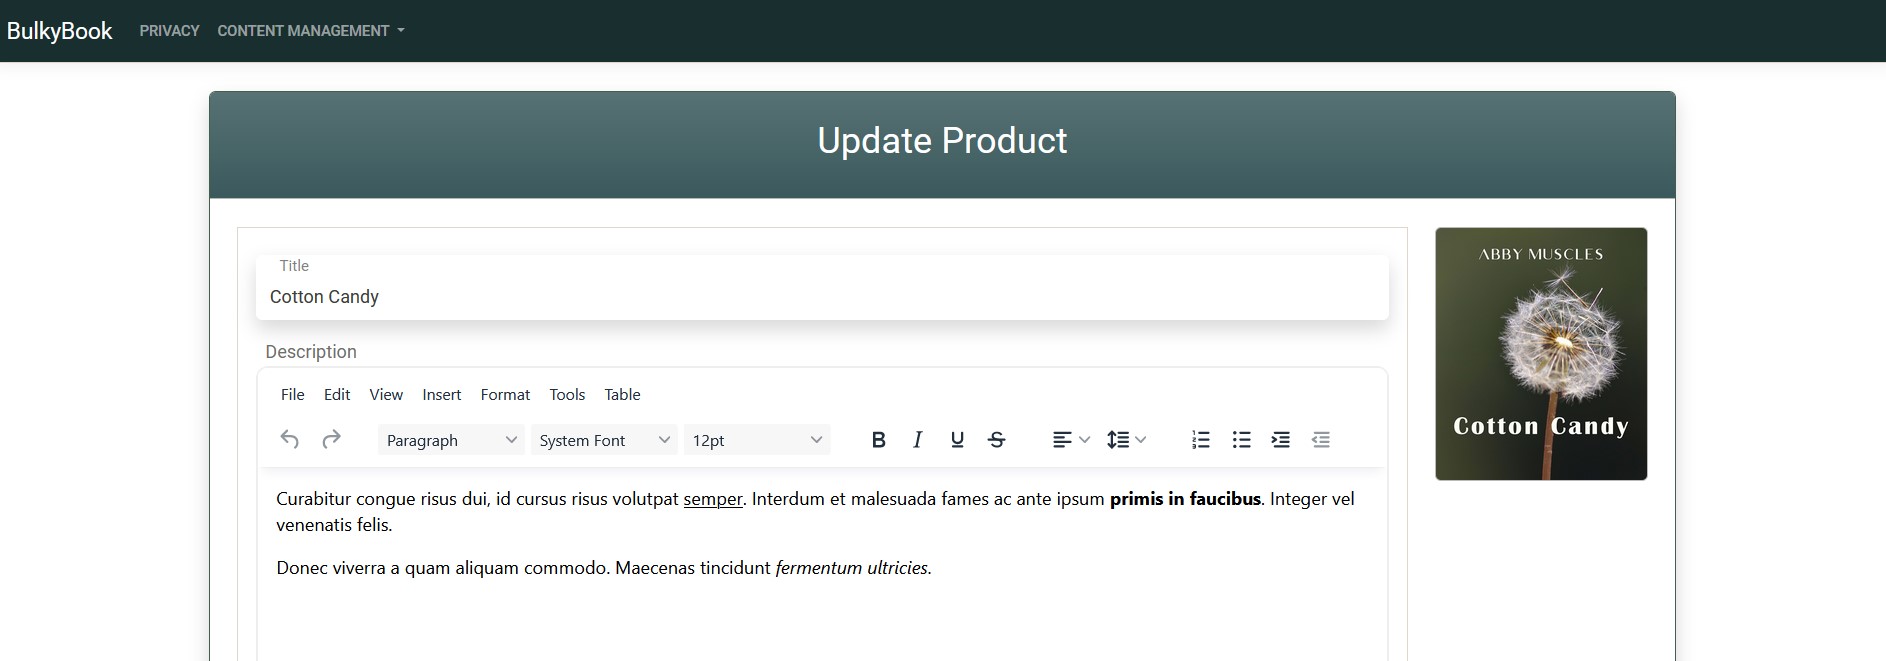 BulkyBook PRIVACY CONTENT MANAGEMENT
Update Product
Title
Cotton Candy
Description
File Edit View Insert Format Tools Table
Paragraph System Font 12pt B I U S
Curabitur congue risus dui, id cursus risus volutpat semper. Interdum et malesuada fames ac ante ipsum primis in faucibus. Integer vel
venenatis felis.
Donec viverra a quam aliquam commodo. Maecenas tincidunt fermentum ultricies.
ABBY MUSCLES
Cotton Candy